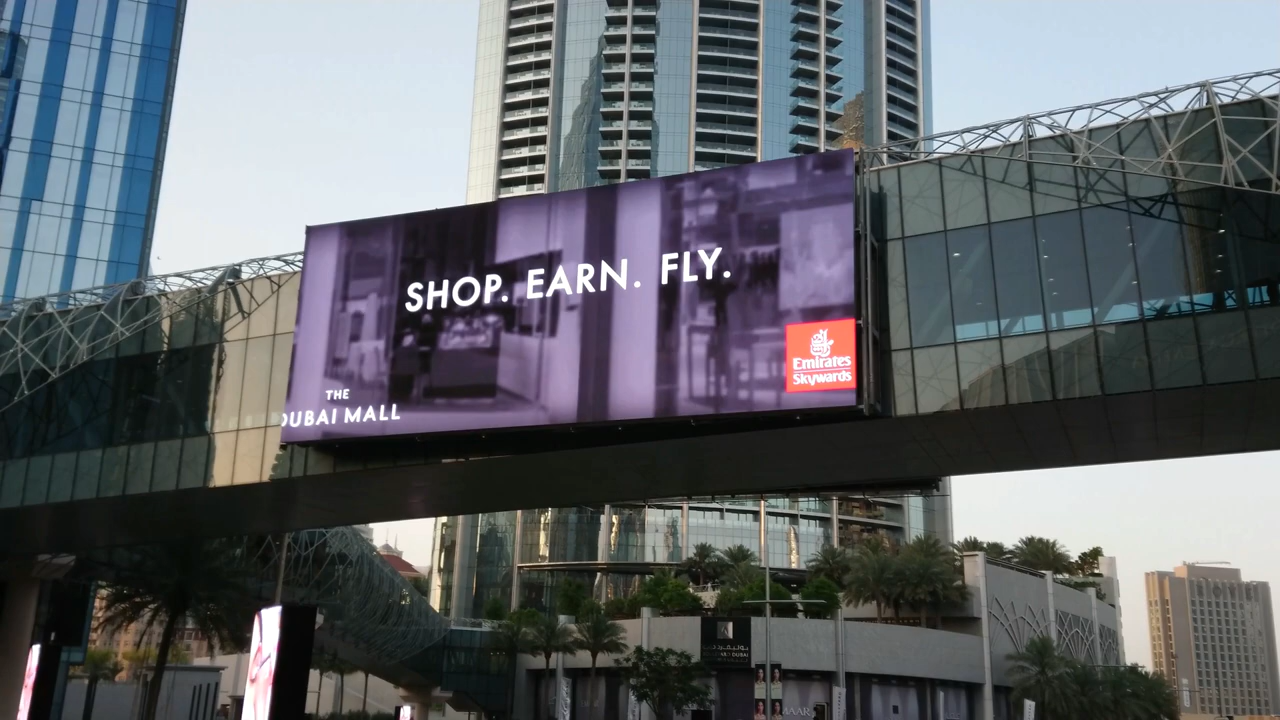 SHOP. EARN. FLY.
Emirates
Skywards
THE
DUBAI MALL